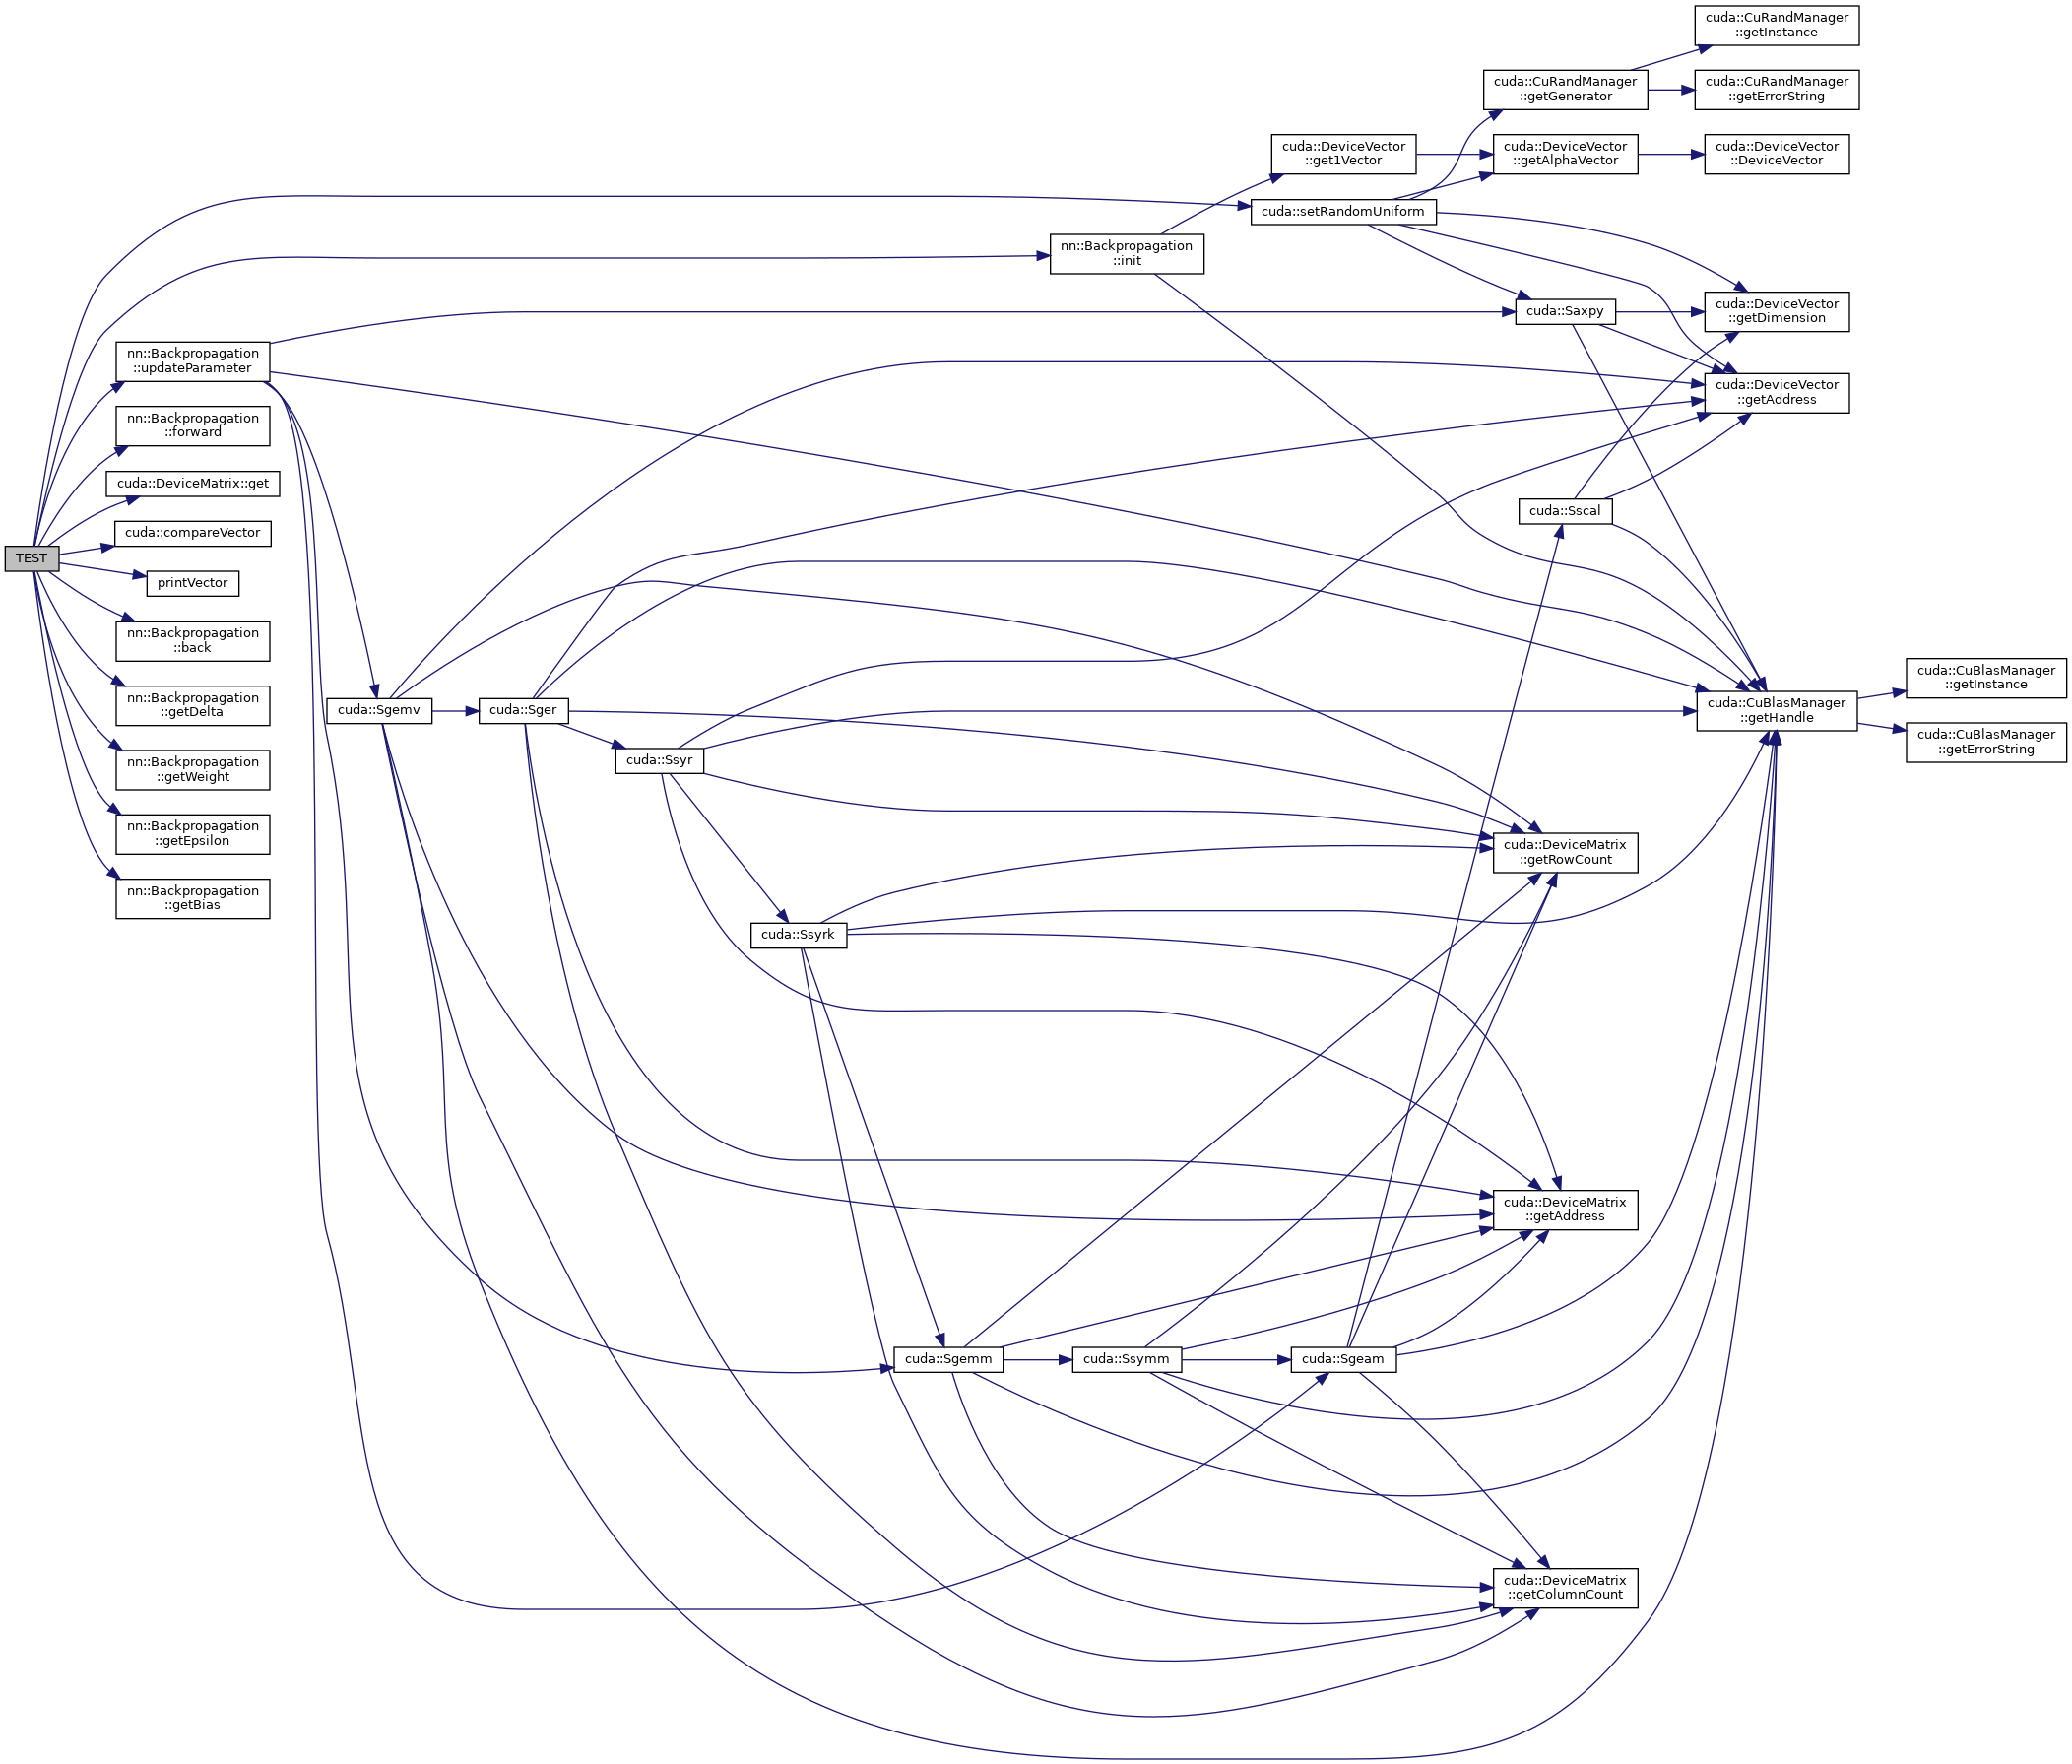 cuda::CuRandManager
::getInstance
cuda::CuRandManager
::getGenerator
cuda::CuRandManager
::getErrorString
cuda::DeviceVector
::get1Vector
cuda::DeviceVector
::getAlphaVector
cuda::DeviceVector
::DeviceVector
cuda::setRandomUniform
nn::Backpropagation
::init
cuda::Saxpy
cuda::DeviceVector
::getDimension
nn::Backpropagation
::updateParameter
cuda::DeviceVector
::getAddress
nn::Backpropagation
::forward
cuda::DeviceMatrix::get
cuda::Sscal
cuda::compareVector
TEST
printVector
nn::Backpropagation
::back
nn::Backpropagation
::getDelta
cuda::Sgemv
cuda::Sger
cuda::CuBlasManager
::getHandle
cuda::CuBlasManager
::getInstance
cuda::CuBlasManager
::getErrorString
nn::Backpropagation
::getWeight
cuda::Ssyr
nn::Backpropagation
::getEpsilon
cuda::DeviceMatrix
::getRowCount
nn::Backpropagation
::getBias
cuda::Ssyrk
cuda::DeviceMatrix
::getAddress
cuda::Sgemm
cuda::Ssymm
cuda::Sgeam
cuda::DeviceMatrix
::getColumnCount